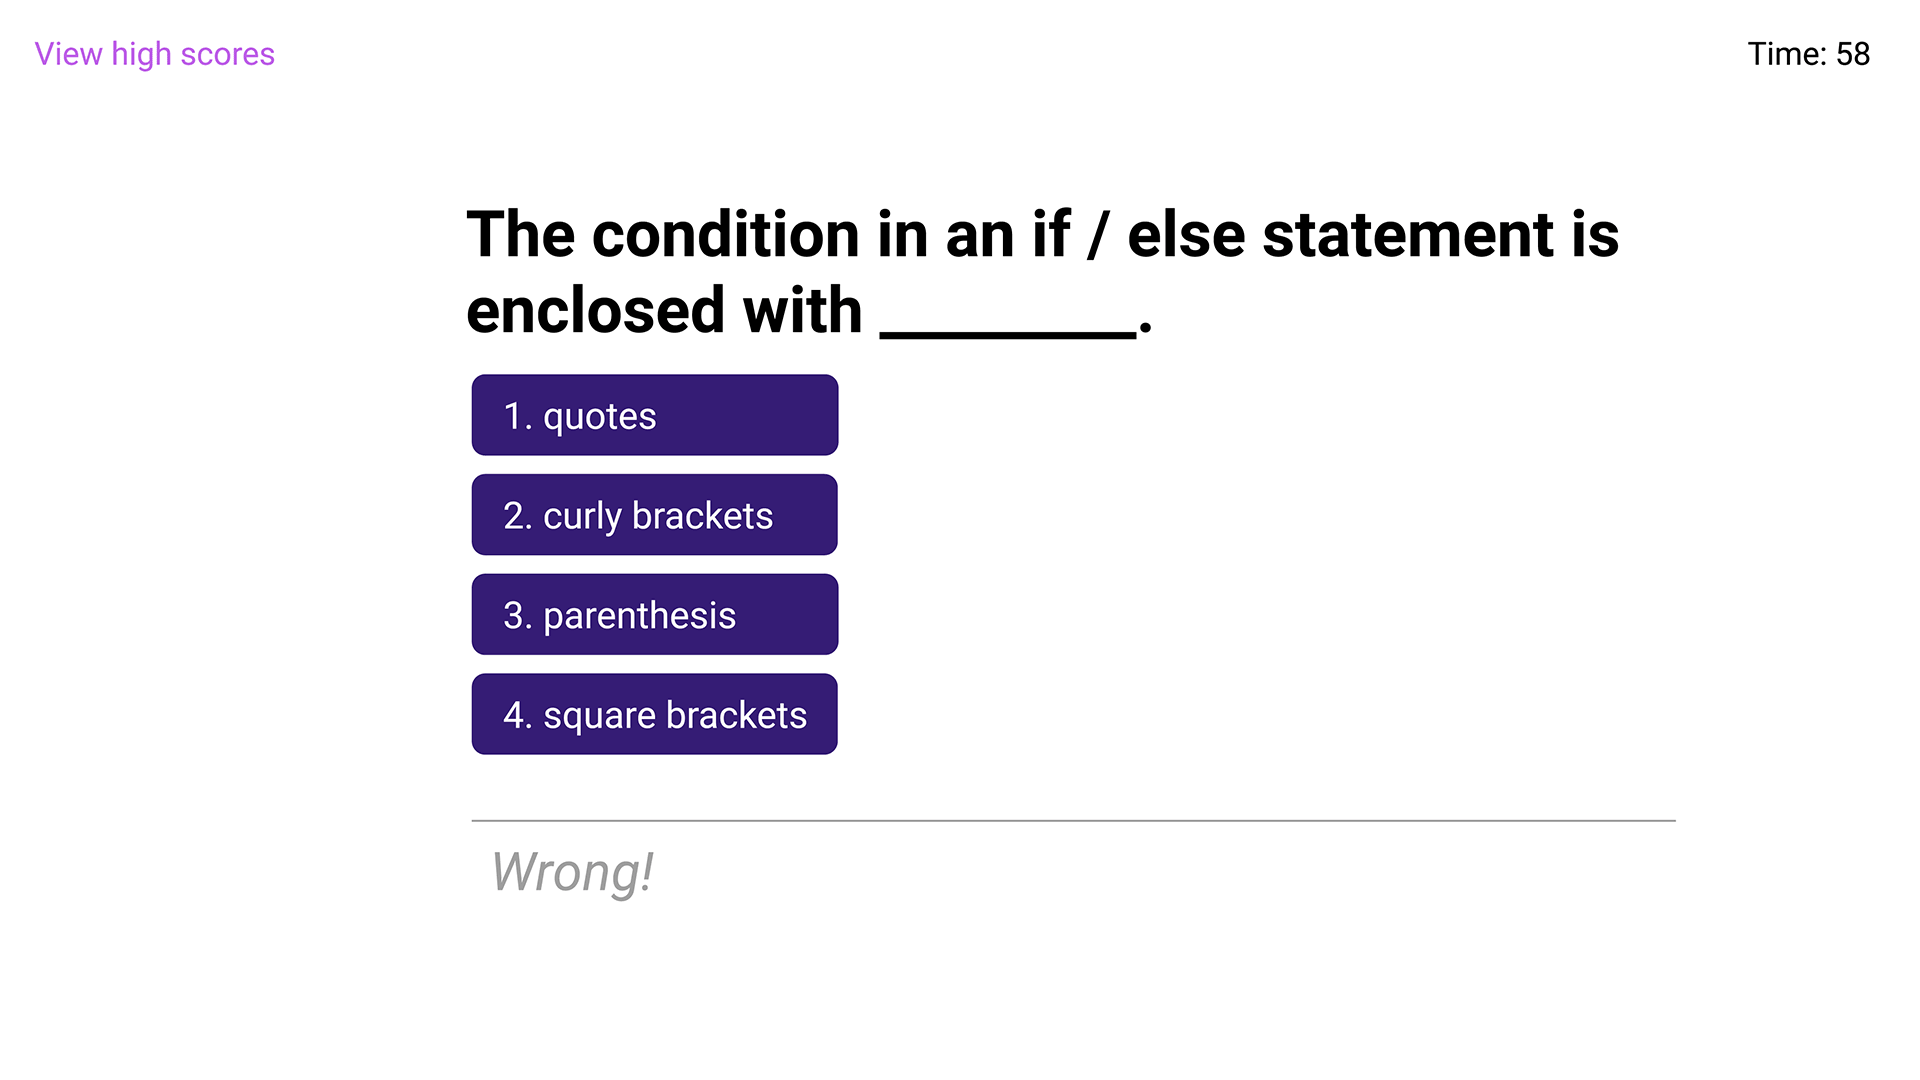 View high scores
Time: 58
The condition in an if / else statement is
enclosed with ________.
1. quotes
2. curly brackets
3. parenthesis
4. square brackets
Wrong!